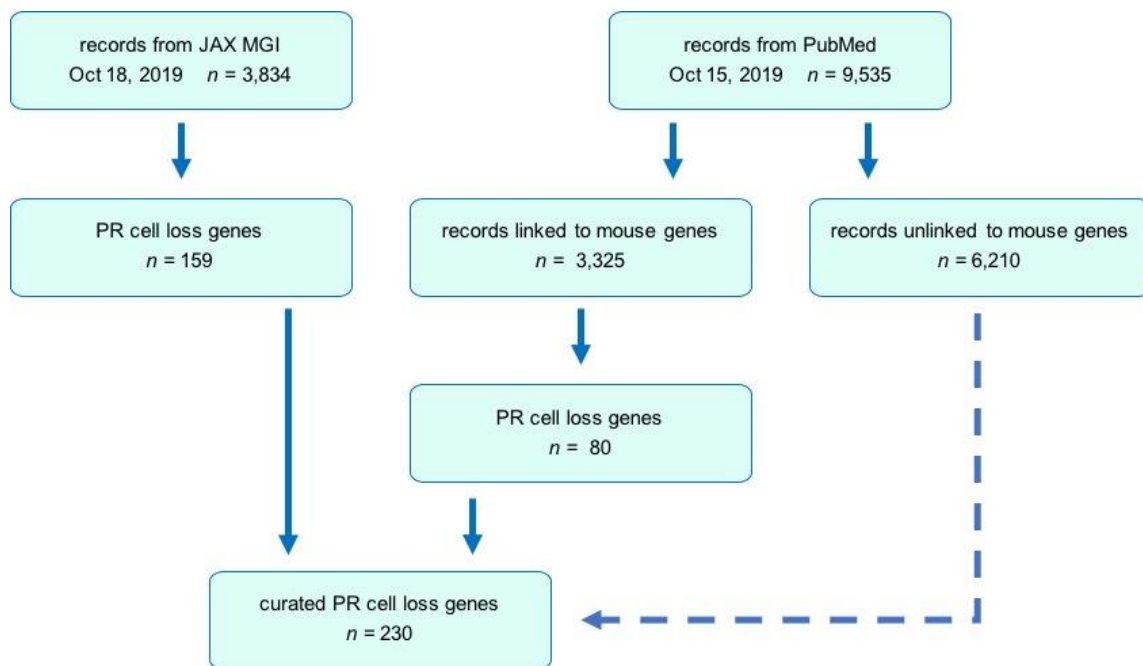 records from JAX MGI
Oct 18, 2019 n = 3,834
records from PubMed
Oct 15, 2019 n = 9,535
PR cell loss genes
n = 159
records linked to mouse genes
n = 3,325
records unlinked to mouse genes
n = 6,210
PR cell loss genes
n = 80
curated PR cell loss genes
n = 230